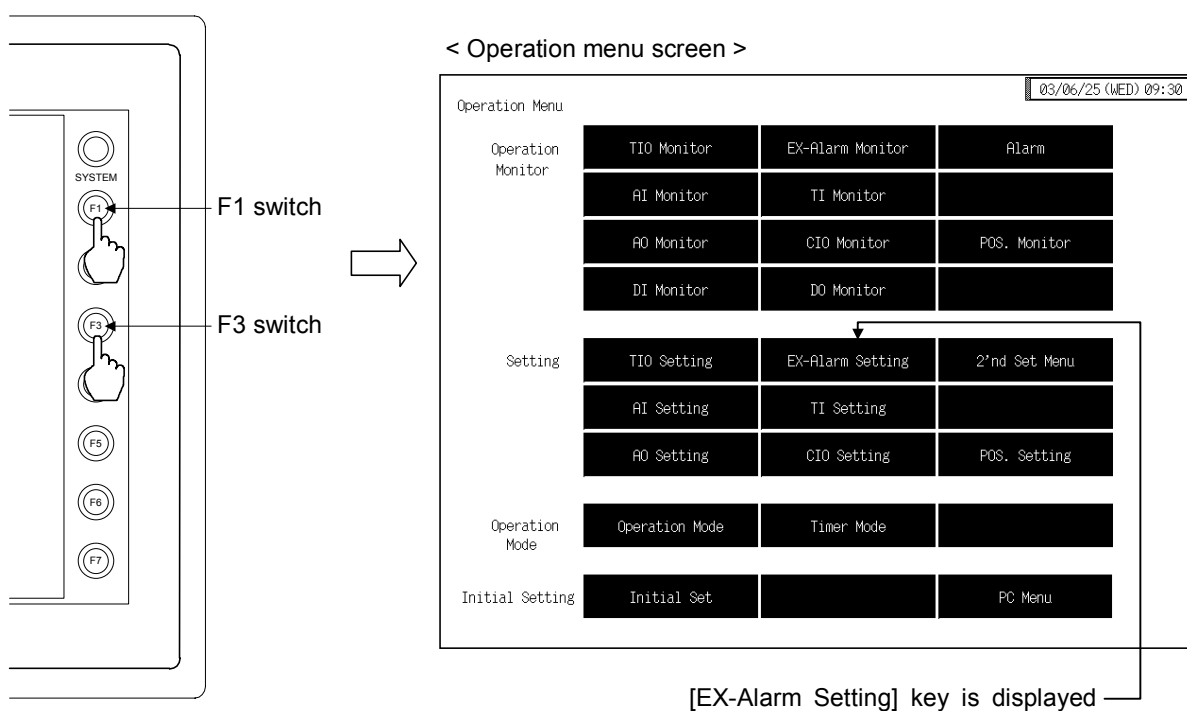 SYSTEM
F1
F1 switch
F3
F3 switch
F5
F6
F7
< Operation menu screen >
03/06/25(WED) 09:30
Operation Menu
Operation
Monitor
TIO Monitor
EX-Alarm Monitor
Alarm
AI Monitor
TI Monitor
AO Monitor
CIO Monitor
POS. Monitor
DI Monitor
DO Monitor
Setting
TIO Setting
EX-Alarm Setting
2'nd Set Menu
AI Setting
TI Setting
AO Setting
CIO Setting
POS. Setting
Operation
Mode
Operation Mode
Timer Mode
Initial Setting
Initial Set
PC Menu
[EX-Alarm Setting] key is displayed